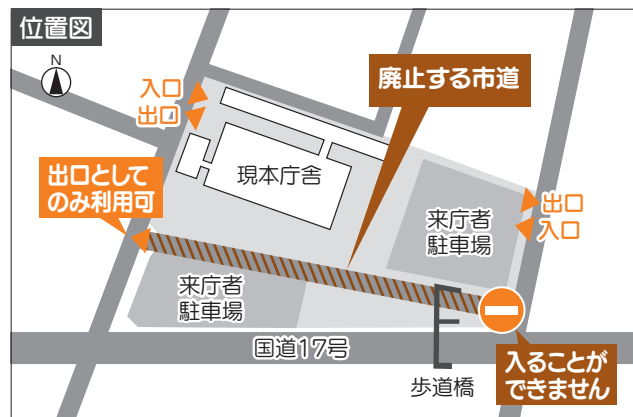 位置図
N
廃止する市道
入口
出口
現本庁舎
出口として
のみ利用可
出口
入口
来庁者
駐車場
来庁者
駐車場
国道17号
歩道橋
入ることが
できません